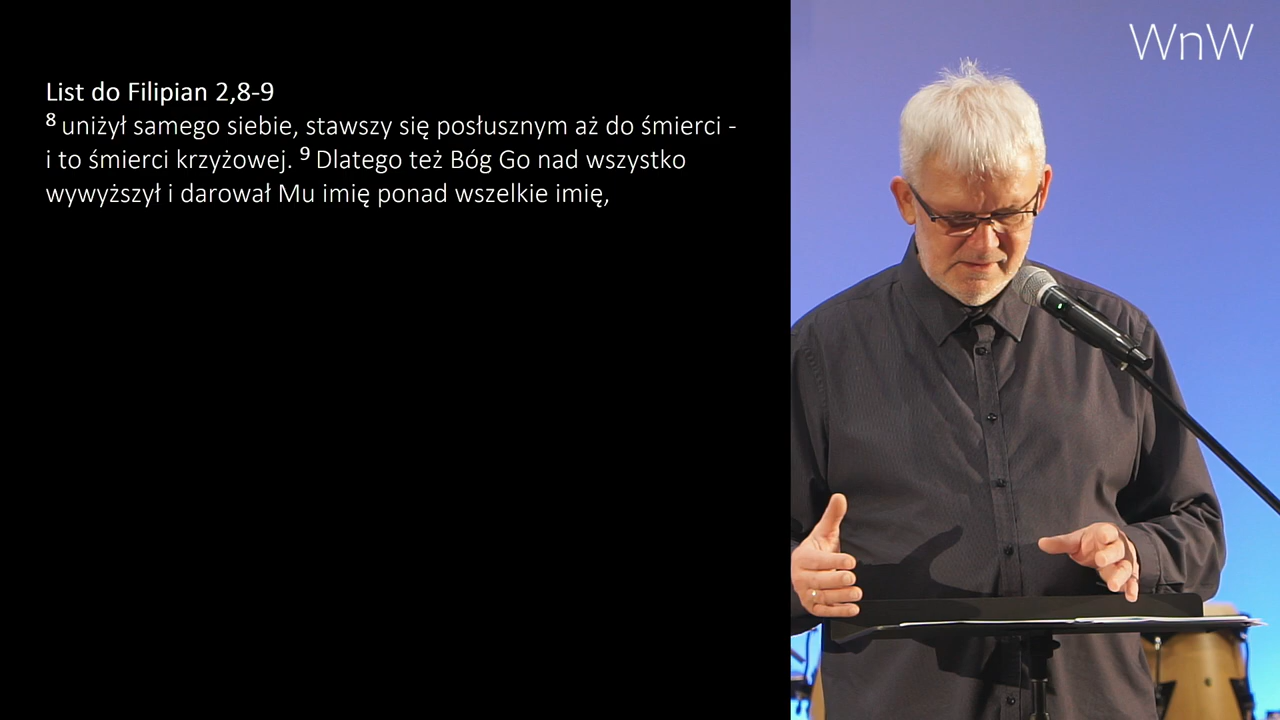 List do Filipian 2,8-9
8 uniżył samego siebie, stawszy się posłusznym aż do śmierci -
i to śmierci krzyżowej. 9 Dlatego też Bóg Go nad wszystko
wywyższył i darował Mu imię ponad wszelkie imię,
WnW